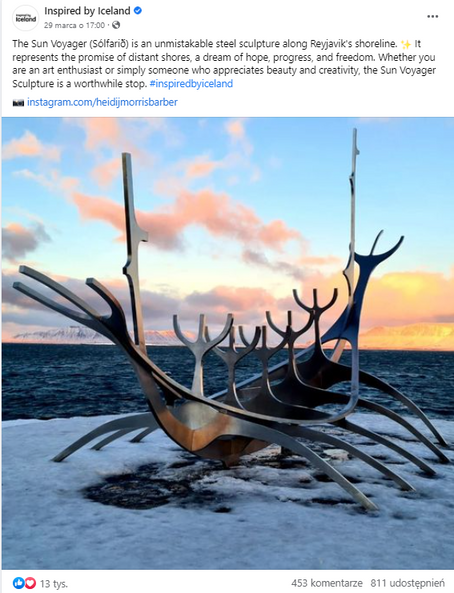 Inspired by Iceland
29 marca o 17:00 ·
The Sun Voyager (Sólfarið) is an unmistakable steel sculpture along Reyjavik's shoreline. ✨ It
represents the promise of distant shores, a dream of hope, progress, and freedom. Whether you
are an art enthusiast or simply someone who appreciates beauty and creativity, the Sun Voyager
Sculpture is a worthwhile stop. #inspiredbyiceland
📷 instagram.com/heidijmorrisbarber
13 tys.
453 komentarze 811 udostępnień